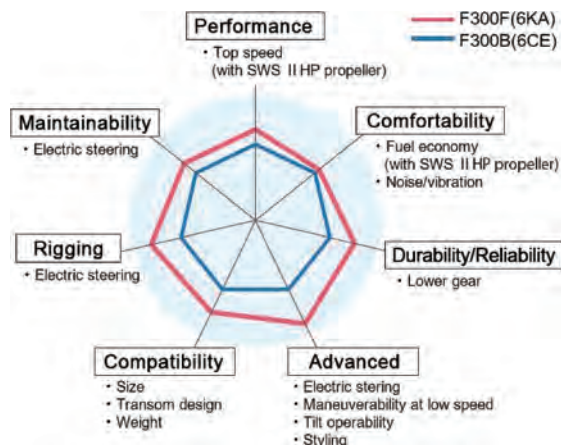 Performance
・Top speed
(with SWS II HP propeller)
F300F(6KA)
F300B(6CE)
Maintainability
・Electric steering
Comfortability
・Fuel economy
(with SWS II HP propeller)
・Noise/vibration
Rigging
・Electric steering
Durability/Reliability
・Lower gear
Compatibility
・Size
・Transom design
・Weight
Advanced
・Electric stering
・Maneuverability at low speed
・Tilt operability
・Styling